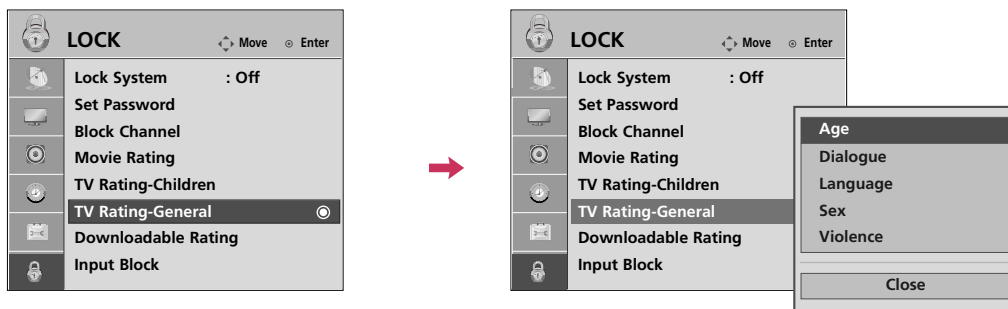 LOCK Move Enter
Lock System : Off
Set Password
Block Channel
Movie Rating
TV Rating-Children
TV Rating-General
Downloadable Rating
Input Block
LOCK Move Enter
Lock System : Off
Set Password
Block Channel
Movie Rating
TV Rating-Children
TV Rating-General
Downloadable Rating
Input Block
Age
Dialogue
Language
Sex
Violence
Close